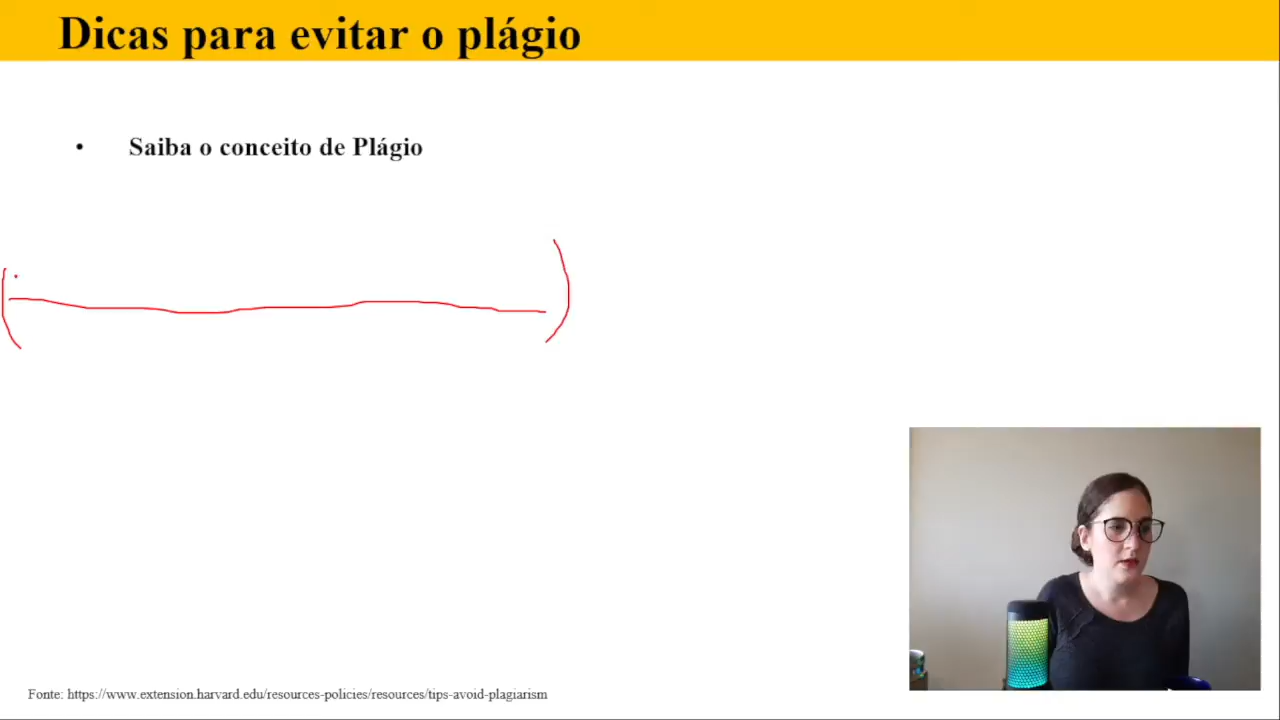 Dicas para evitar o plágio
• Saiba o conceito de Plágio
Fonte: https://www.extension.harvard.edu/resources-policies/resources/tips-avoid-plagiarism